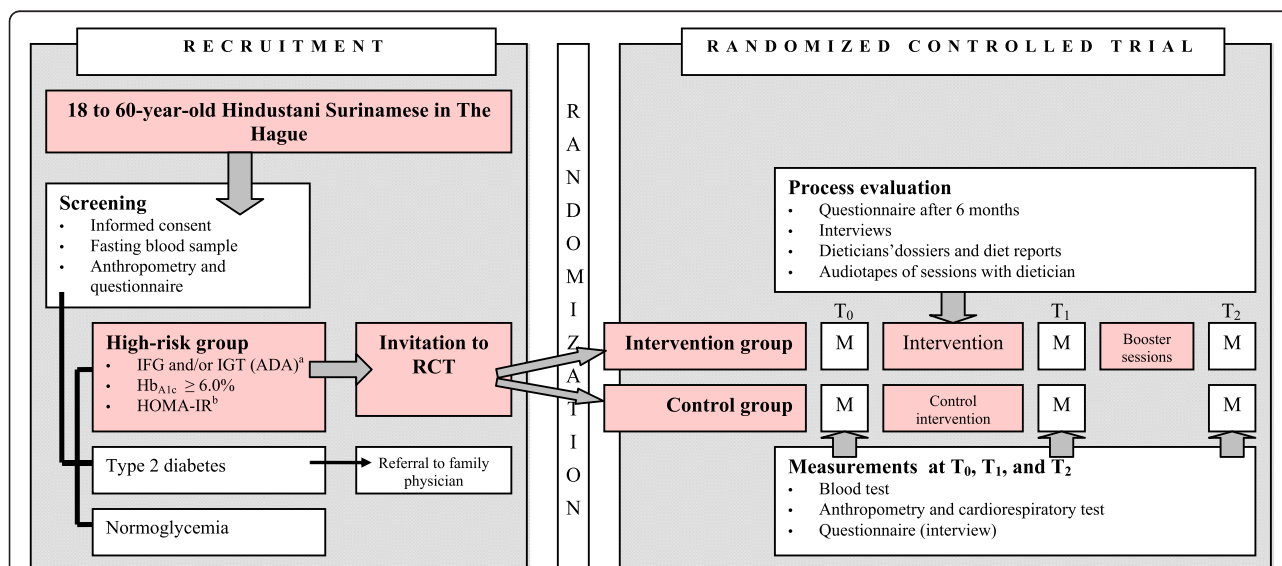 RECRUITMENT
18 to 60-year-old Hindustani Surinamese in The
Hague
Screening
• Informed consent
• Fasting blood sample
• Anthropometry and
questionnaire
High-risk group
• IFG and/or IGT (ADA)ᵃ
• Hb_A1c ≥ 6.0%
• HOMA-IRᵇ
Invitation to
RCT
Type 2 diabetes
Referral to family
physician
Normoglycemia
RANDOMIZATION
RANDOMIZED CONTROLLED TRIAL
Process evaluation
• Questionnaire after 6 months
• Interviews
• Dieticians'dossiers and diet reports
• Audiotapes of sessions with dietician
T₀ T₁ T₂
Intervention group M Intervention M Booster
sessions M
Control group M Control
intervention M M
Measurements at T₀, T₁, and T₂
• Blood test
• Anthropometry and cardiorespiratory test
• Questionnaire (interview)